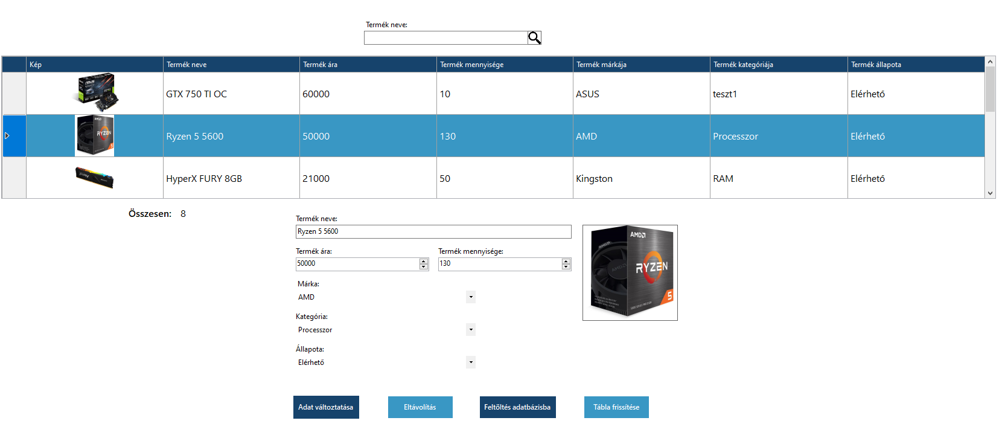 Termék neve:
Kép Termék neve Termék ára Termék mennyisége Termék márkája Termék kategóriája Termék állapota
GTX 750 TI OC 60000 10 ASUS teszt1 Elérhető
Ryzen 5 5600 50000 130 AMD Processzor Elérhető
HyperX FURY 8GB 21000 50 Kingston RAM Elérhető
Összesen: 8
Termék neve:
Ryzen 5 5600
Termék ára: Termék mennyisége:
50000 130
Márka:
AMD
Kategória:
Processzor
Állapota:
Elérhető
AMD
RYZEN
5
Adat változtatása Eltávolítás Feltöltés adatbázisba Tábla frissítése